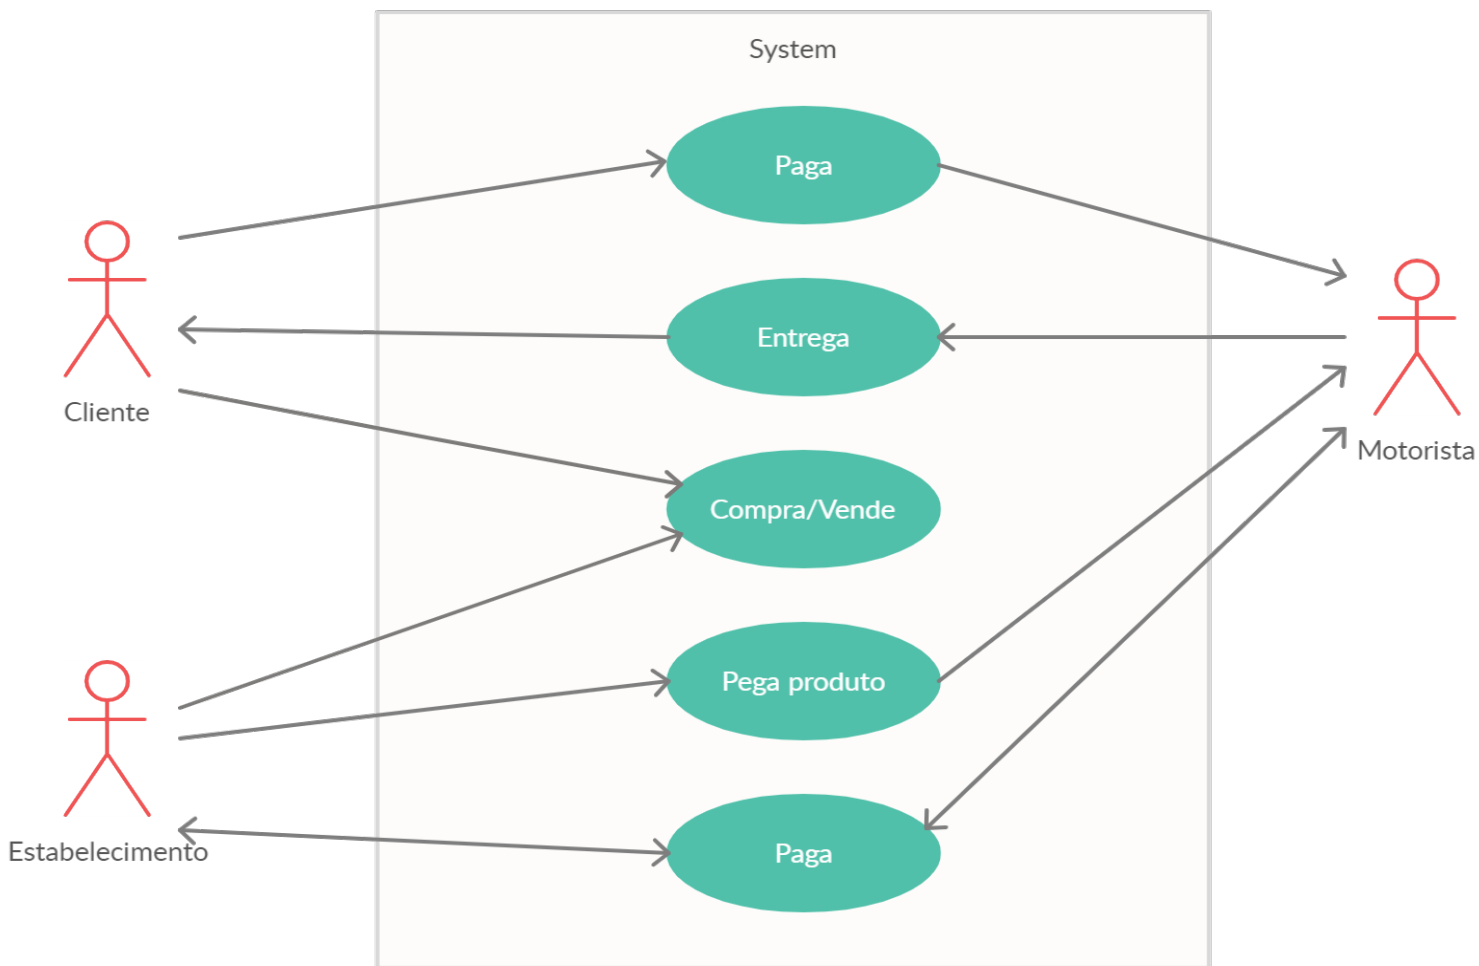 System
Paga
Entrega
Cliente
Motorista
Compra/Vende
Pega produto
Estabelecimento
Paga